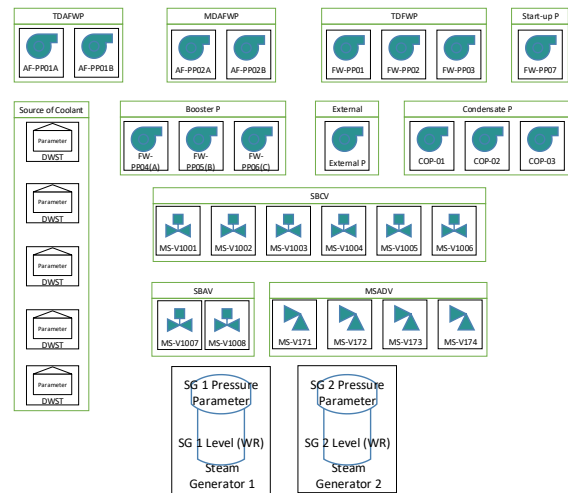 TDAFWP
MDAFWP
TDFWP
Start-up P
AF-PP01A
AF-PP01B
AF-PP02A
AF-PP02B
FW-PP01
FW-PP02
FW-PP03
FW-PP07
Source of Coolant
Booster P
External
Condensate P
Parameter
DWST
FW-
PP04(A)
FW-
PP05(B)
FW-
PP06(C)
External P
COP-01
COP-02
COP-03
Parameter
DWST
SBCV
MS-V1001
MS-V1002
MS-V1003
MS-V1004
MS-V1005
MS-V1006
Parameter
DWST
SBAV
MSADV
Parameter
DWST
MS-V1007
MS-V1008
MS-V171
MS-V172
MS-V173
MS-V174
Parameter
DWST
SG 1 Pressure
Parameter
SG 1 Level (WR)
Steam
Generator 1
SG 2 Pressure
Parameter
SG 2 Level (WR)
Steam
Generator 2